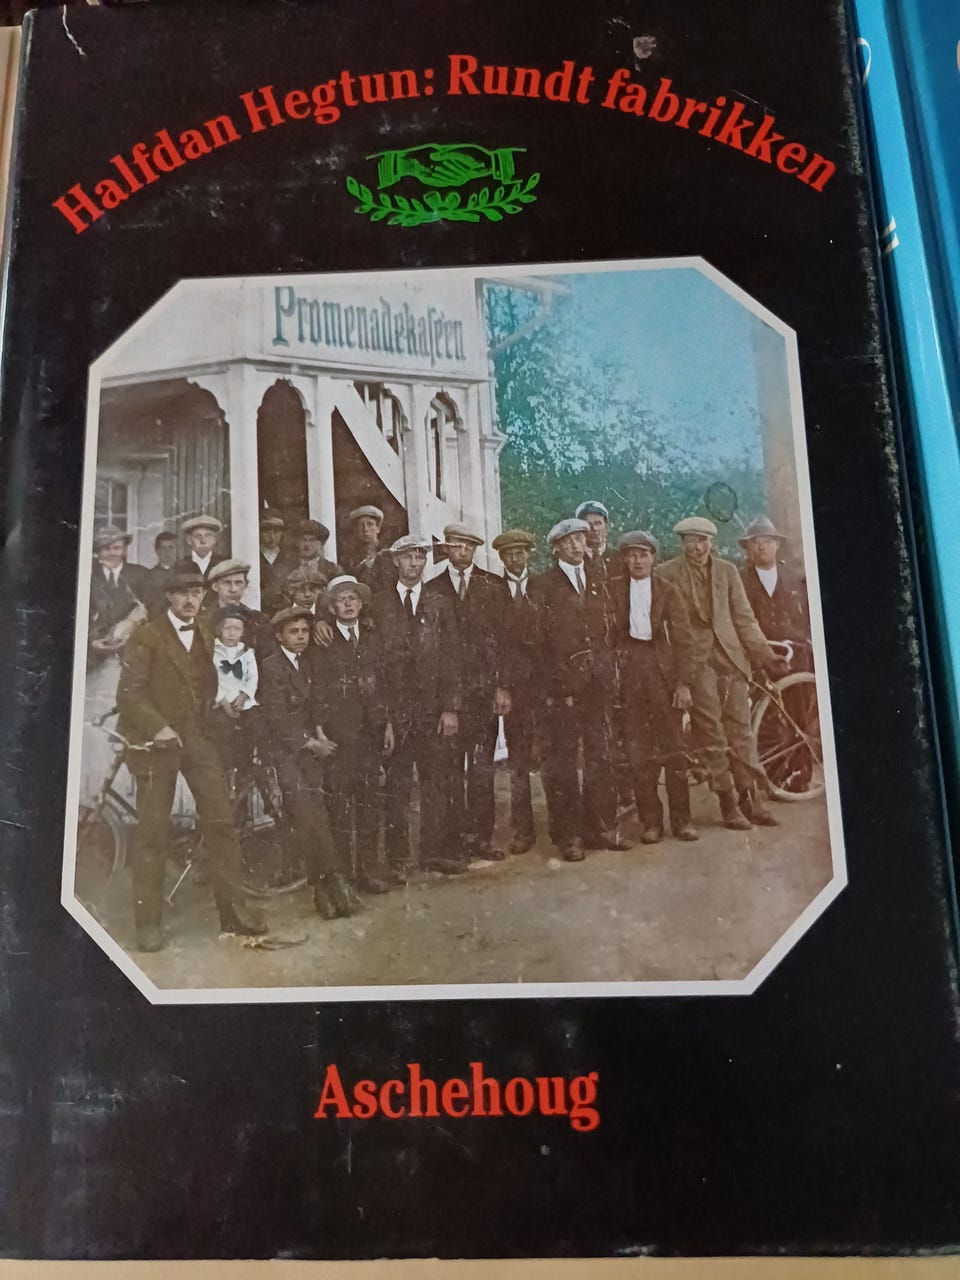 Halfdan Hegtun: Rundt fabrikken
Promenadekafeen
Aschehoug